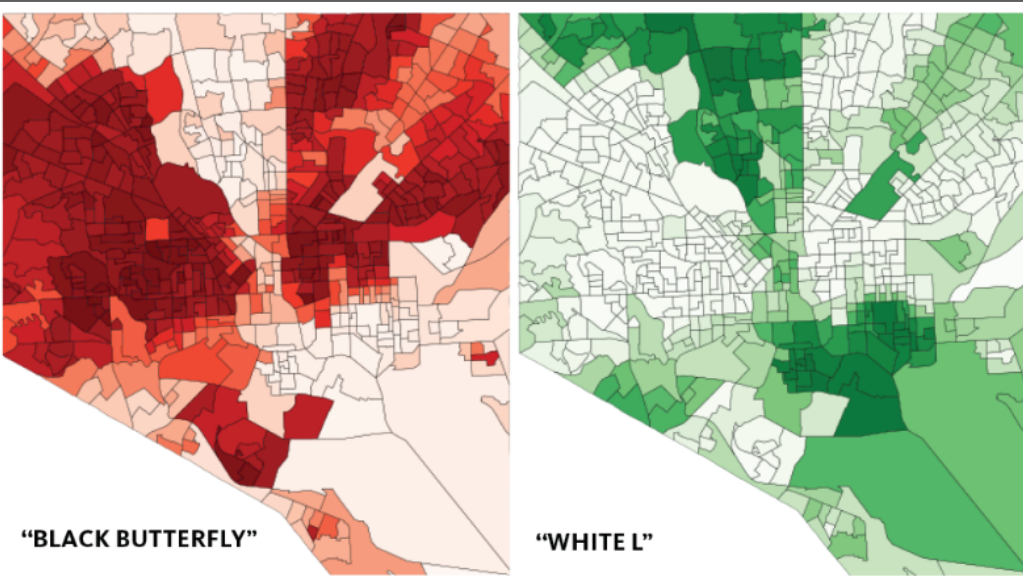 “BLACK BUTTERFLY”
“WHITE L”